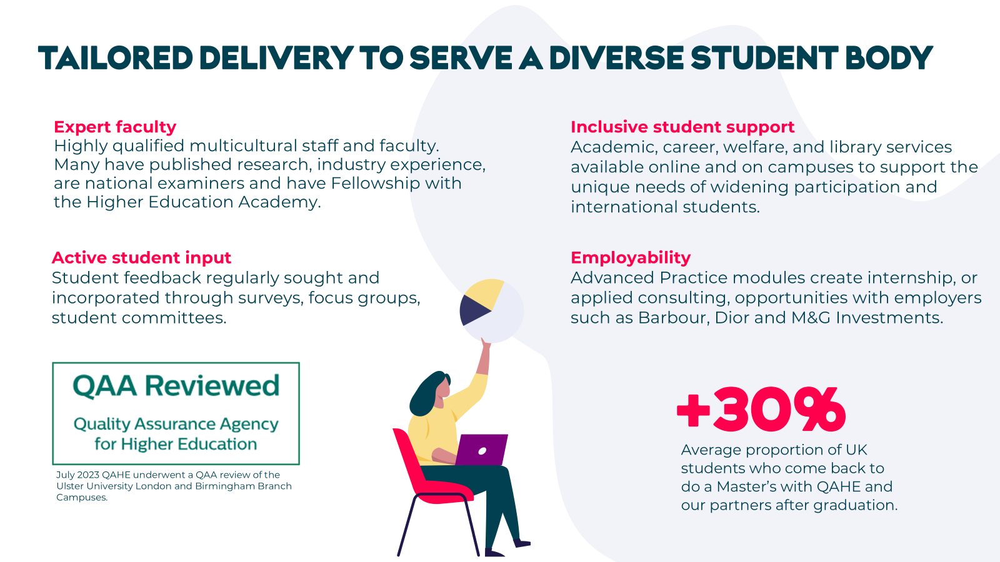 TAILORED DELIVERY TO SERVE A DIVERSE STUDENT BODY
Expert faculty
Highly qualified multicultural staff and faculty.
Many have published research, industry experience,
are national examiners and have Fellowship with
the Higher Education Academy.
Inclusive student support
Academic, career, welfare, and library services
available online and on campuses to support the
unique needs of widening participation and
international students.
Active student input
Student feedback regularly sought and
incorporated through surveys, focus groups,
student committees.
Employability
Advanced Practice modules create internship, or
applied consulting, opportunities with employers
such as Barbour, Dior and M&G Investments.
QAA Reviewed
Quality Assurance Agency
for Higher Education
July 2023 QAHE underwent a QAA review of the
Ulster University London and Birmingham Branch
Campuses.
+30%
Average proportion of UK
students who come back to
do a Master’s with QAHE and
our partners after graduation.